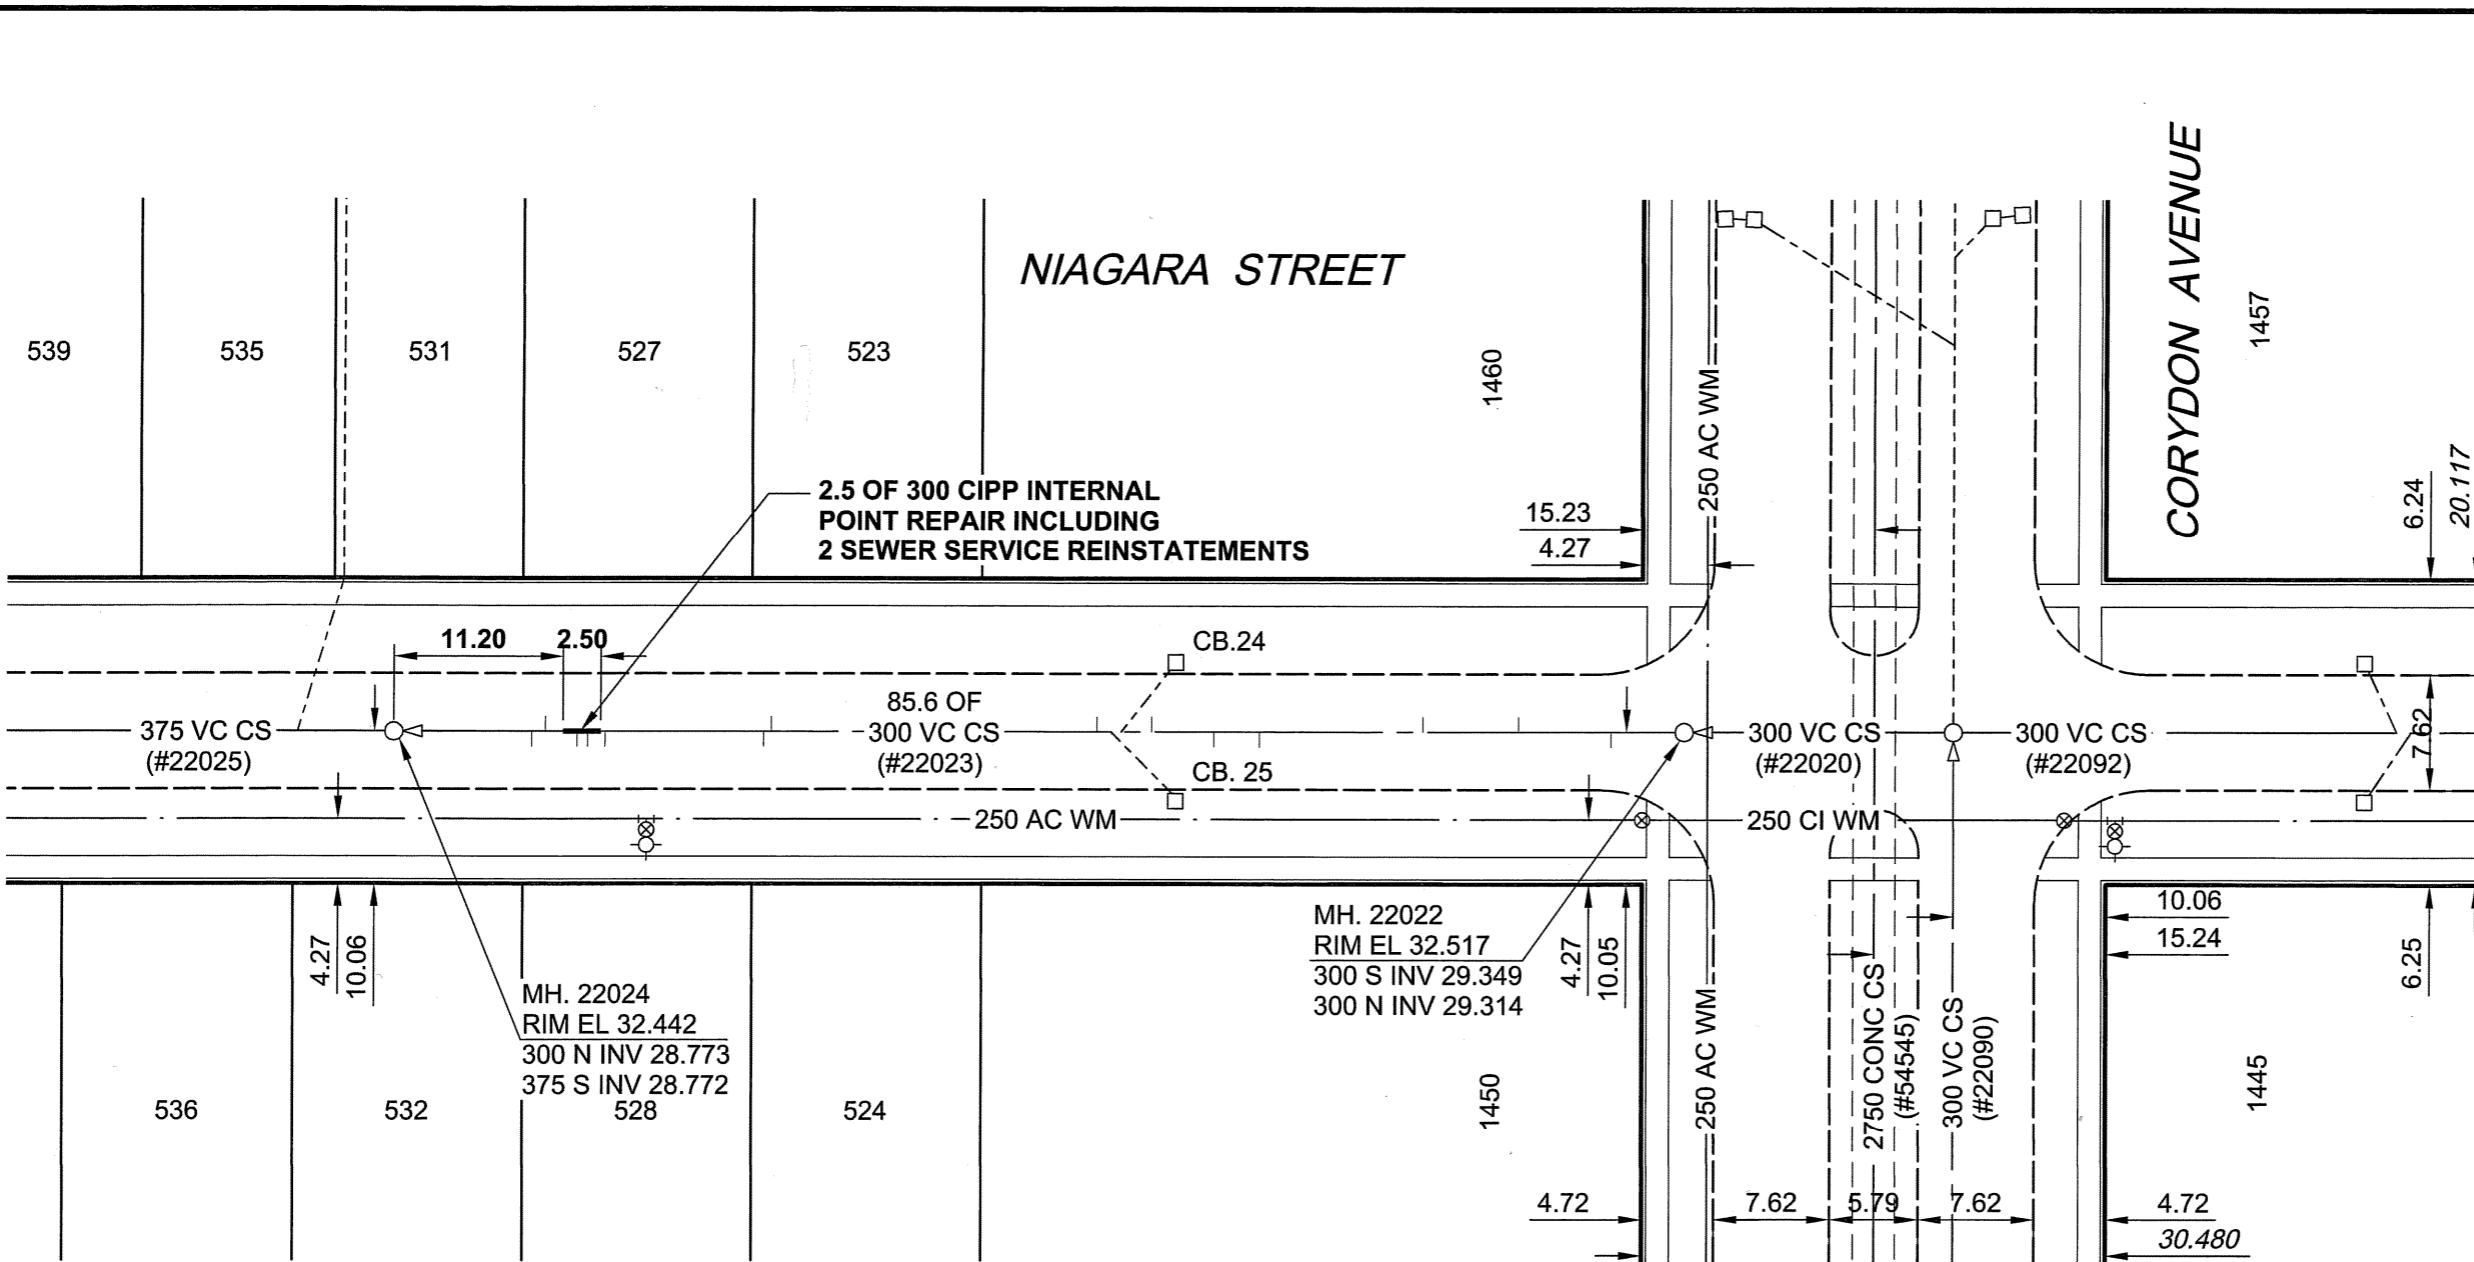 NIAGARA STREET
CORYDON AVENUE
539
535
531
527
523
1460
1457
250 AC WM
2.5 OF 300 CIPP INTERNAL
POINT REPAIR INCLUDING
2 SEWER SERVICE REINSTATEMENTS
15.23
4.27
6.24
20.117
11.20
2.50
CB.24
375 VC CS
(#22025)
85.6 OF
300 VC CS
(#22023)
CB. 25
300 VC CS
(#22020)
300 VC CS
(#22092)
7.62
250 AC WM
250 CI WM
4.27
10.06
MH. 22024
RIM EL 32.442
300 N INV 28.773
375 S INV 28.772
MH. 22022
RIM EL 32.517
300 S INV 29.349
300 N INV 29.314
4.27
10.05
10.06
15.24
6.25
250 AC WM
2750 CONC CS
(#54545)
300 VC CS
(#22090)
536
532
528
524
1450
1445
4.72
7.62
5.79
7.62
4.72
30.480